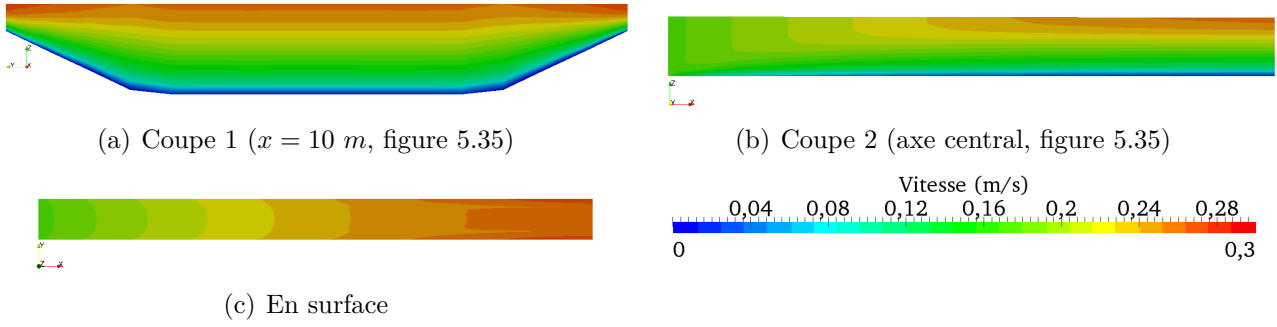 Z
Y
X
(a) Coupe 1 (x = 10 m, figure 5.35)
Z
Y
X
(b) Coupe 2 (axe central, figure 5.35)
Y
Z
X
(c) En surface
Vitesse (m/s)
0,04 0,08 0,12 0,16 0,2 0,24 0,28
0 0,3